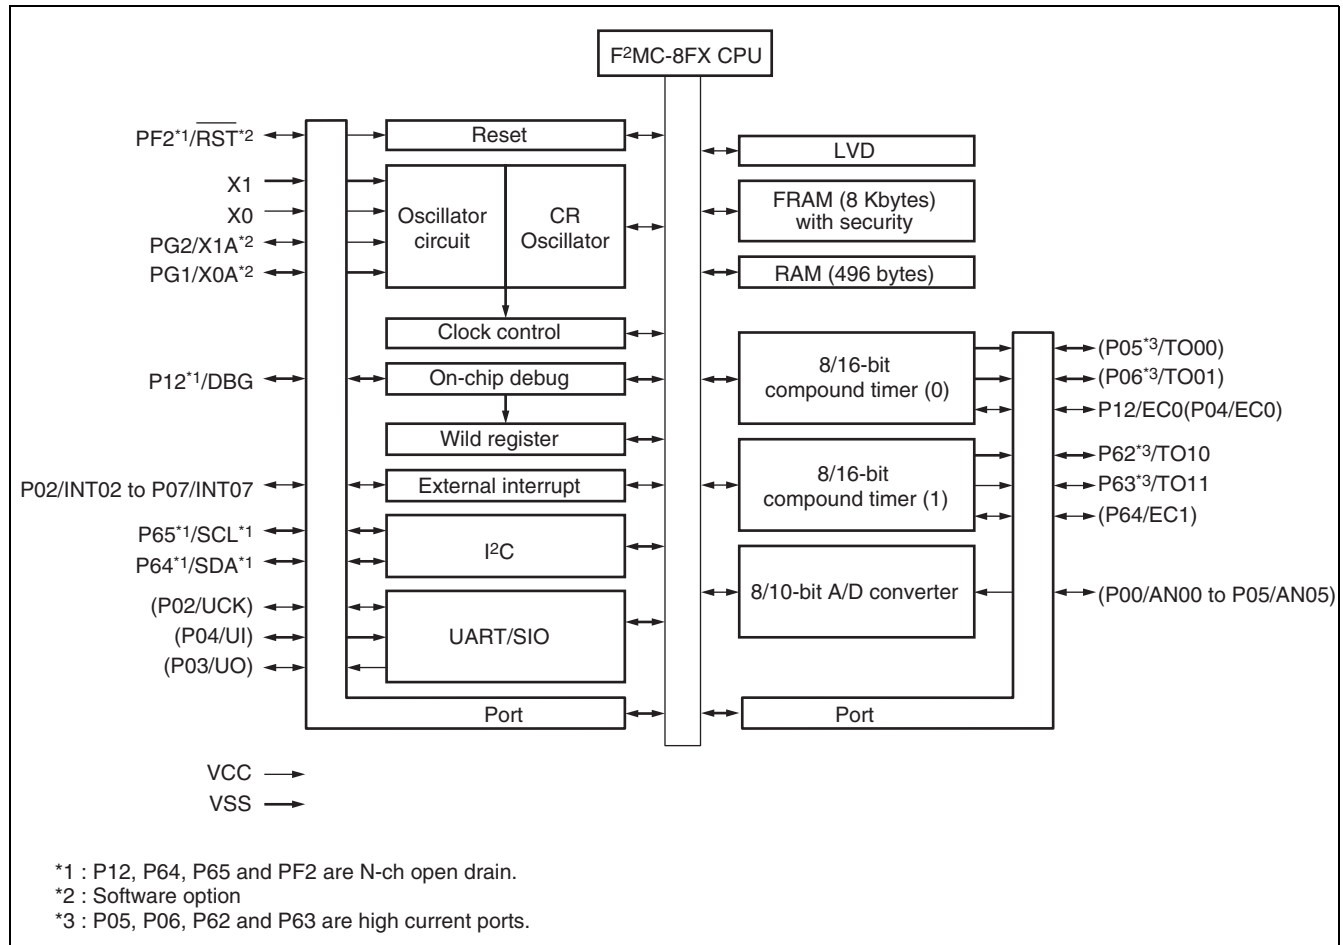 F²MC-8FX CPU
PF2*1/RST*2
X1
X0
PG2/X1A*2
PG1/X0A*2
P12*1/DBG
P02/INT02 to P07/INT07
P65*1/SCL*1
P64*1/SDA*1
(P02/UCK)
(P04/UI)
(P03/UO)
Reset
Oscillator
circuit
CR
Oscillator
Clock control
On-chip debug
Wild register
External interrupt
I²C
UART/SIO
Port
LVD
FRAM (8 Kbytes)
with security
RAM (496 bytes)
8/16-bit
compound timer (0)
8/16-bit
compound timer (1)
8/10-bit A/D converter
Port
(P05*3/TO00)
(P06*3/TO01)
P12/EC0(P04/EC0)
P62*3/TO10
P63*3/TO11
(P64/EC1)
(P00/AN00 to P05/AN05)
VCC
VSS
*1 : P12, P64, P65 and PF2 are N-ch open drain.
*2 : Software option
*3 : P05, P06, P62 and P63 are high current ports.